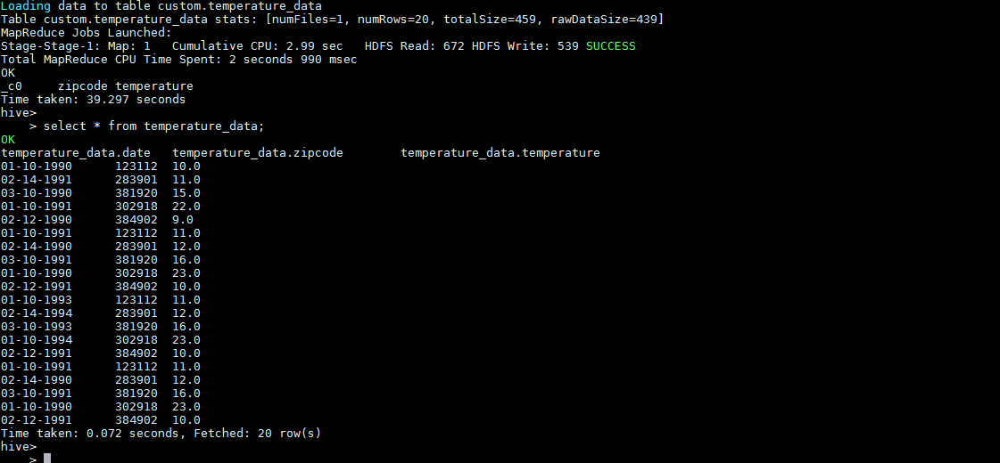 Loading data to table custom.temperature_data
Table custom.temperature_data stats: [numFiles=1, numRows=20, totalSize=459, rawDataSize=439]
MapReduce Jobs Launched:
Stage-Stage-1: Map: 1   Cumulative CPU: 2.99 sec   HDFS Read: 672 HDFS Write: 539 SUCCESS
Total MapReduce CPU Time Spent: 2 seconds 990 msec
OK
_c0     zipcode temperature
Time taken: 39.297 seconds
hive>
    > select * from temperature_data;
OK
temperature_data.date   temperature_data.zipcode        temperature_data.temperature
01-10-1990      123112  10.0
02-14-1991      283901  11.0
03-10-1990      381920  15.0
01-10-1991      302918  22.0
02-12-1990      384902  9.0
01-10-1991      123112  11.0
02-14-1990      283901  12.0
03-10-1991      381920  16.0
01-10-1990      302918  23.0
02-12-1991      384902  10.0
01-10-1993      123112  11.0
02-14-1994      283901  12.0
03-10-1993      381920  16.0
01-10-1994      302918  23.0
02-12-1991      384902  10.0
01-10-1991      123112  11.0
02-14-1990      283901  12.0
03-10-1991      381920  16.0
01-10-1990      302918  23.0
02-12-1991      384902  10.0
Time taken: 0.072 seconds, Fetched: 20 row(s)
hive>
    >